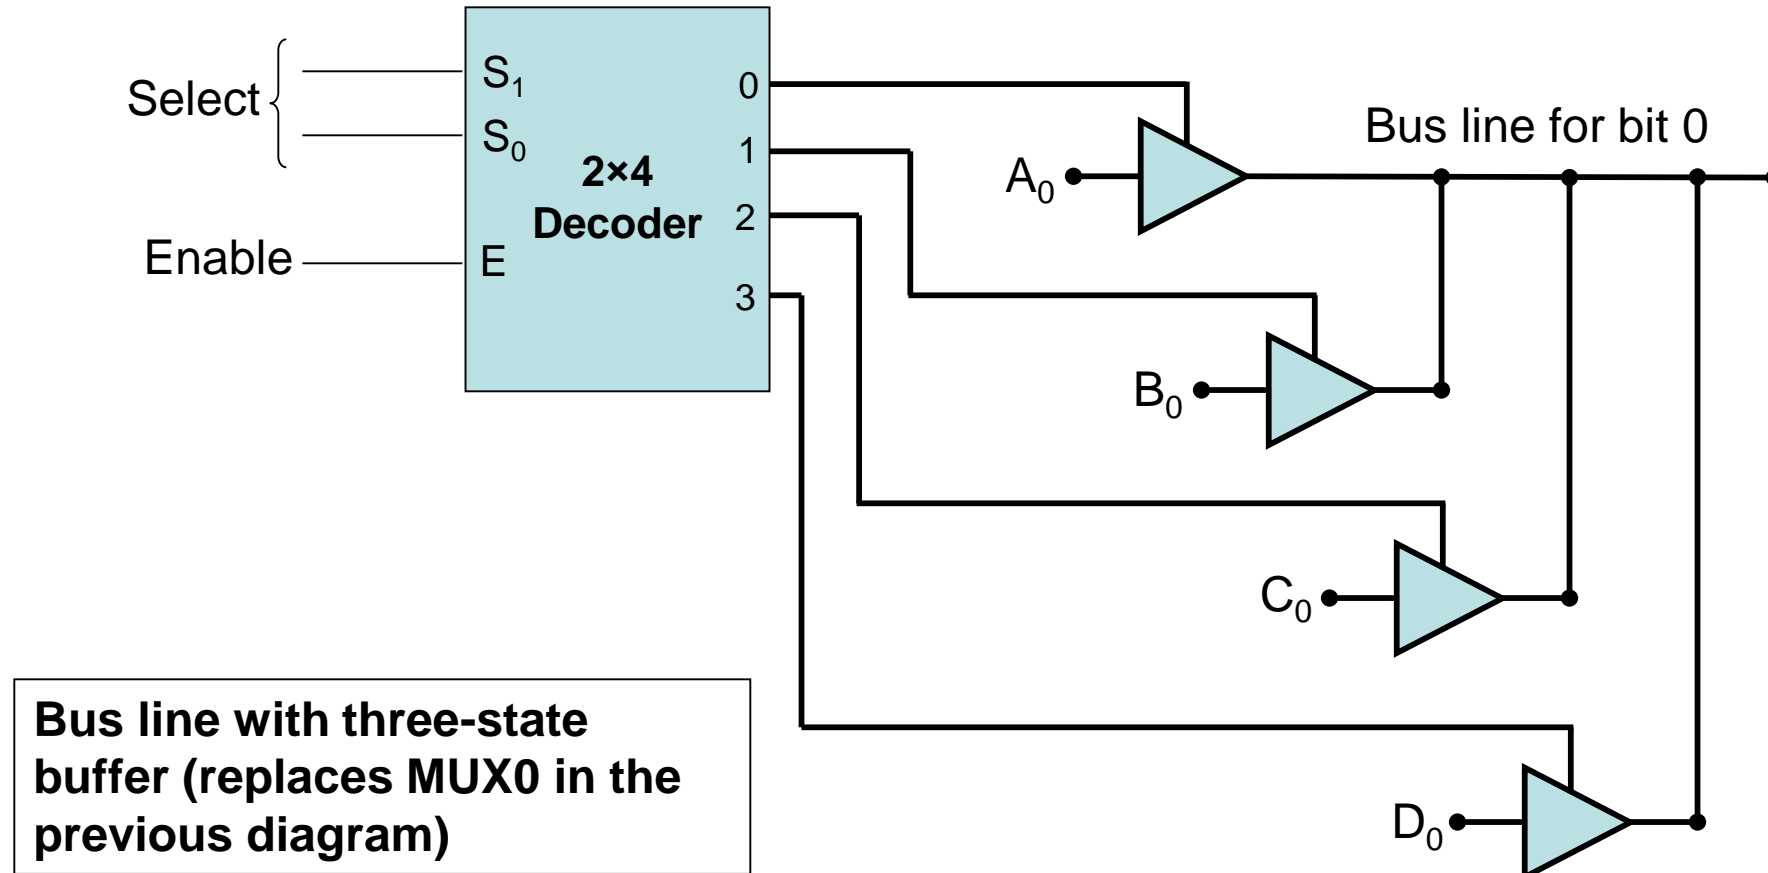 Select
S₁
S₀
Enable
E
2×4
Decoder
0
1
2
3
Bus line for bit 0
A₀
B₀
C₀
D₀
Bus line with three-state
buffer (replaces MUX0 in the
previous diagram)